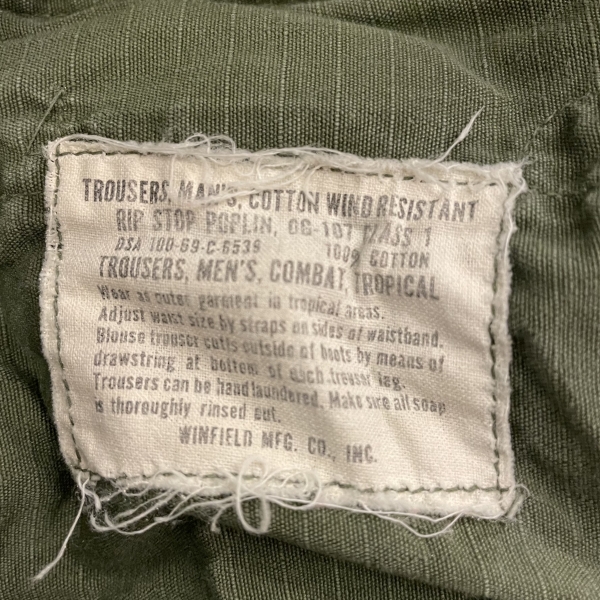 TROUSERS, MAN'S, COTTON WIND RESISTANT
RIP STOP POPLIN, OG-107 CLASS 1
DSA 100-69-C-6539 100% COTTON
TROUSERS, MEN'S, COMBAT, TROPICAL
Wear as outer garment in tropical areas.
Adjust waist size by straps on sides of waistband.
Blouse trouser cuffs outside of boots by means of
drawstring at bottom of each trouser leg.
Trousers can be hand laundered. Make sure all soap
is thoroughly rinsed out.
WINFIELD MFG. CO., INC.